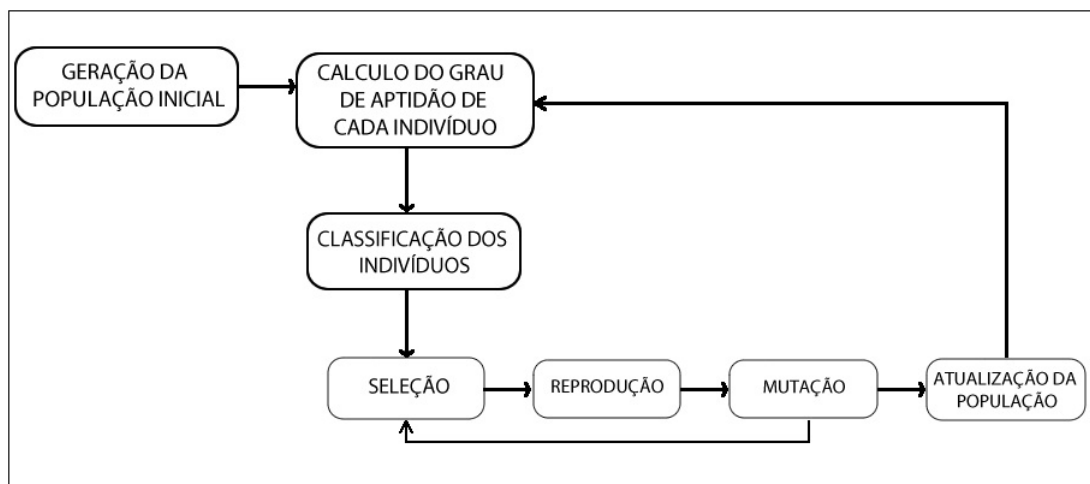 GERAÇÃO DA
POPULAÇÃO INICIAL
CALCULO DO GRAU
DE APTIDÃO DE
CADA INDIVÍDUO
CLASSIFICAÇÃO DOS
INDIVÍDUOS
SELEÇÃO
REPRODUÇÃO
MUTAÇÃO
ATUALIZAÇÃO DA
POPULAÇÃO